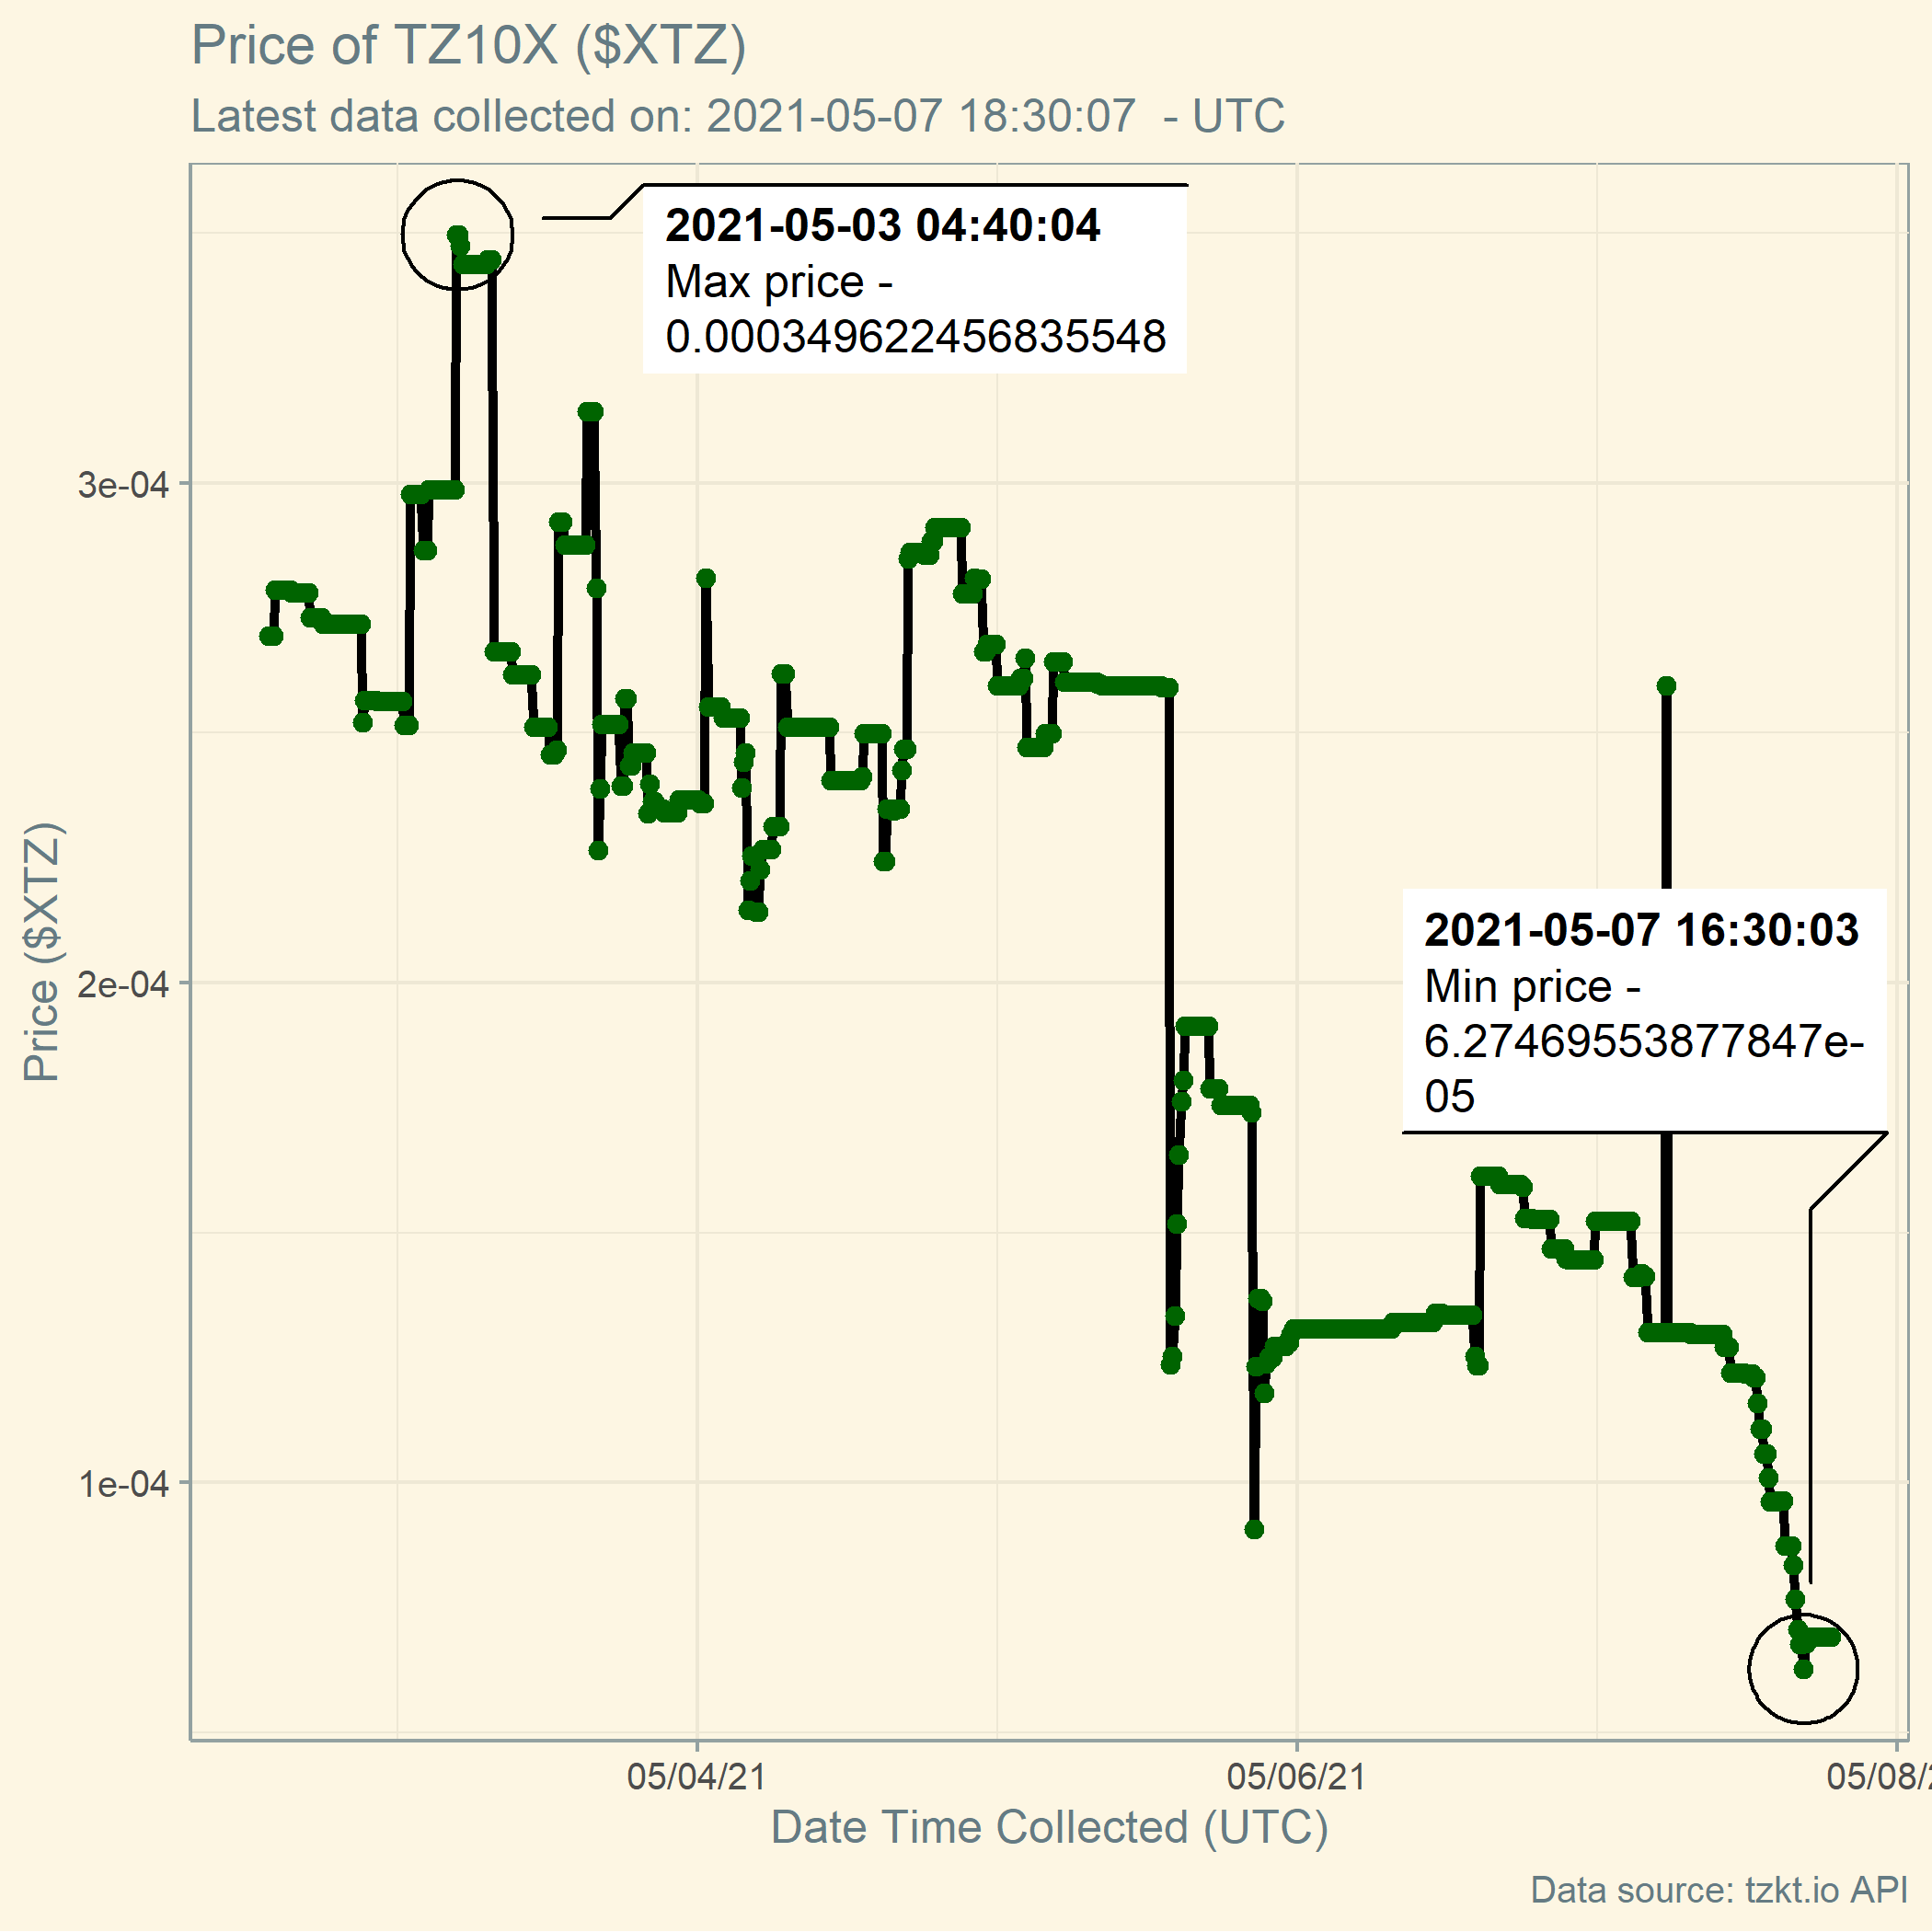 Price of TZ10X ($XTZ)
Latest data collected on: 2021-05-07 18:30:07  - UTC
2021-05-03 04:40:04
Max price -
0.000349622456835548
3e-04
2e-04
1e-04
Price ($XTZ)
2021-05-07 16:30:03
Min price -
6.27469553877847e-
05
05/04/21
05/06/21
05/08/2
Date Time Collected (UTC)
Data source: tzkt.io API